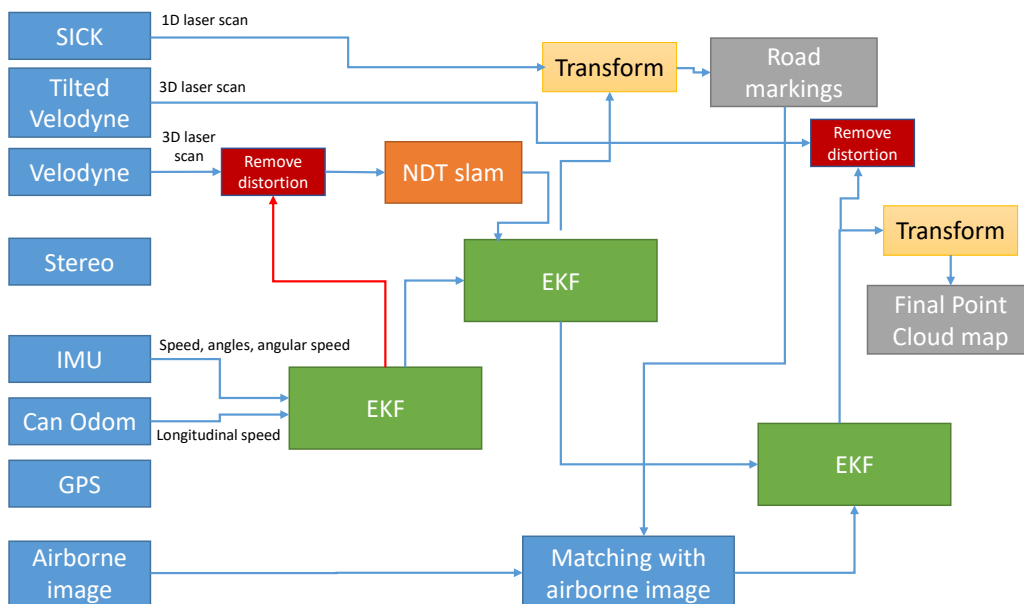 SICK
1D laser scan
Transform
Road
markings
Tilted
Velodyne
3D laser scan
Remove
distortion
Velodyne
3D laser
scan
Remove
distortion
NDT slam
Transform
Stereo
EKF
Final Point
Cloud map
IMU
Speed, angles, angular speed
EKF
Can Odom
Longitudinal speed
EKF
GPS
Airborne
image
Matching with
airborne image